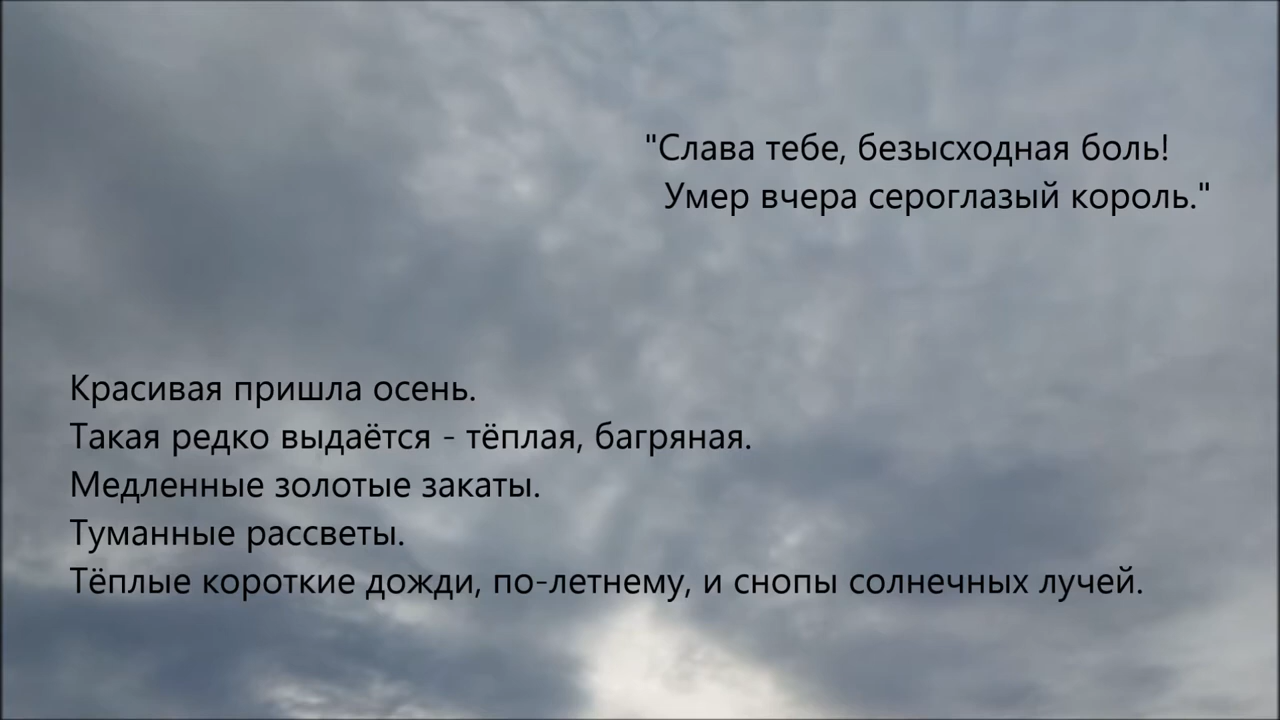 "Слава тебе, безысходная боль!
Умер вчера сероглазый король."
Красивая пришла осень.
Такая редко выдаётся - тёплая, багряная.
Медленные золотые закаты.
Туманные рассветы.
Тёплые короткие дожди, по-летнему, и снопы солнечных лучей.